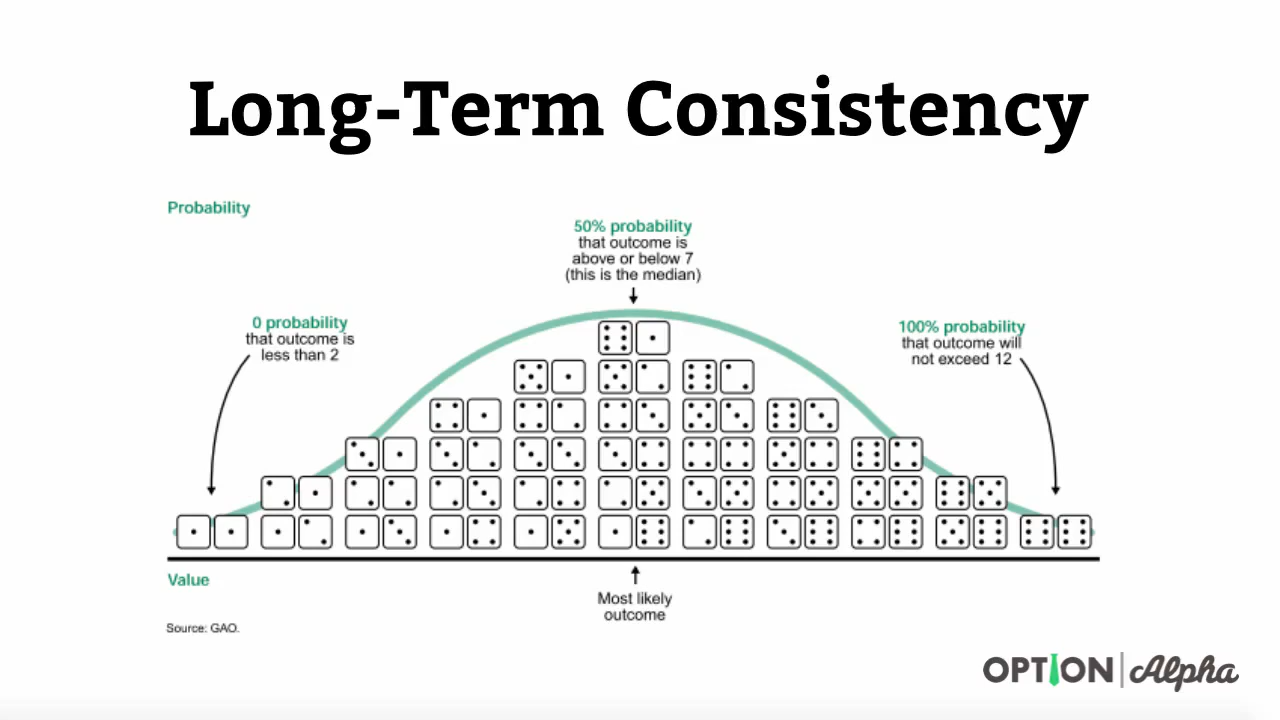 Long-Term Consistency
Probability
50% probability
that outcome is
above or below 7
(this is the median)
0 probability
that outcome is
less than 2
100% probability
that outcome will
not exceed 12
Value
Most likely
outcome
Source: GAO.
OPTION | Alpha